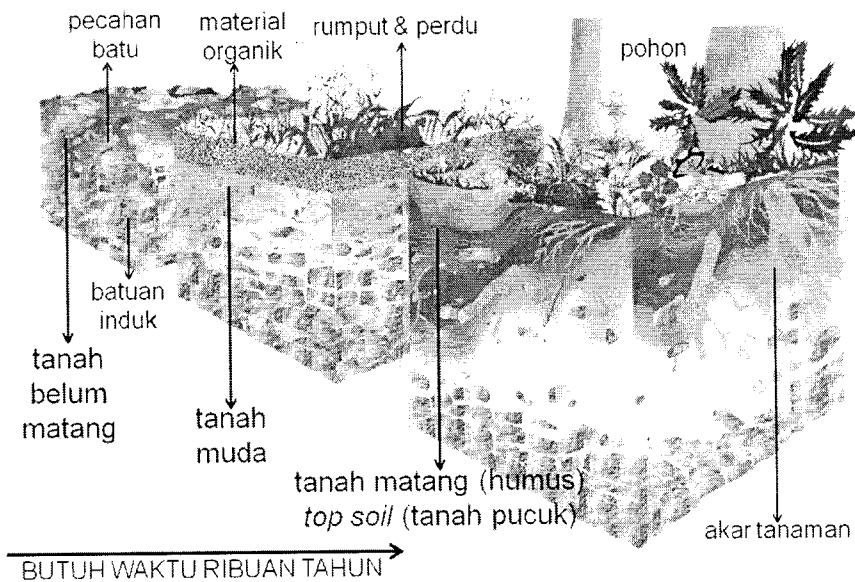 pecahan
batu
material
organik
rumput & perdu
pohon
batuan
induk
tanah
belum
matang
tanah
muda
tanah matang (humus)
top soil (tanah pucuk)
akar tanaman
BUTUH WAKTU RIBUAN TAHUN